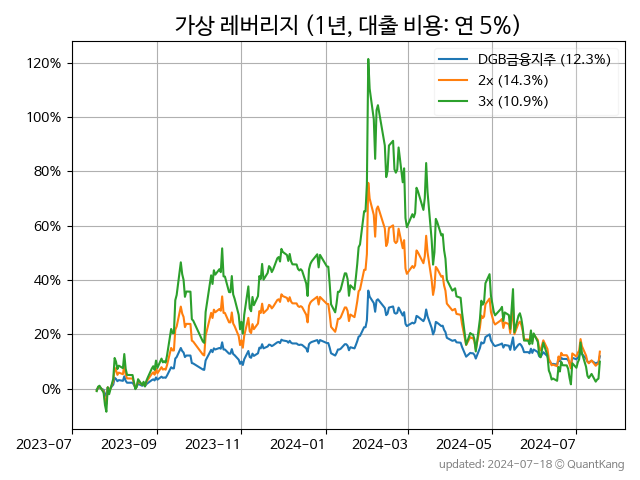 가상 레버리지 (1년, 대출 비용: 연 5%)
DGB금융지주 (12.3%)
2x (14.3%)
3x (10.9%)
120%
100%
80%
60%
40%
20%
0%
2023-07 2023-09 2023-11 2024-01 2024-03 2024-05 2024-07
updated: 2024-07-18 © QuantKang